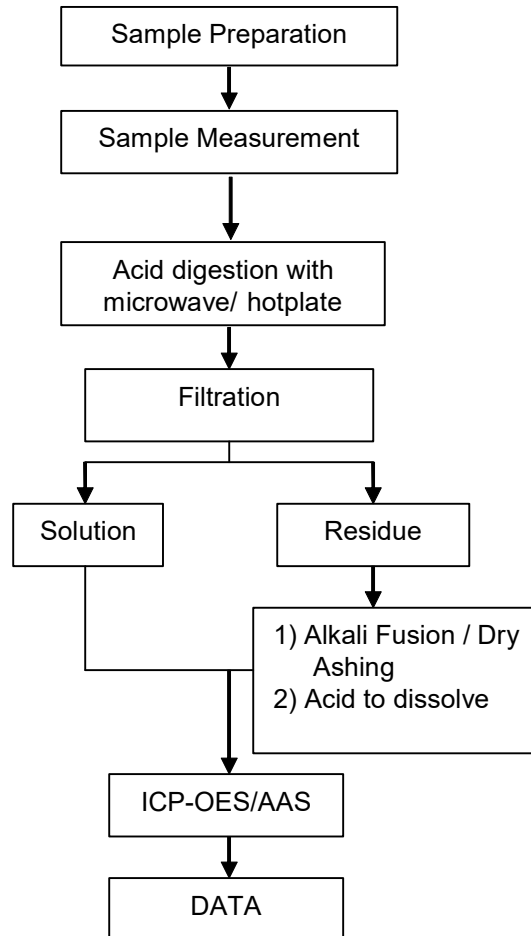 Sample Preparation
Sample Measurement
Acid digestion with
microwave/ hotplate
Filtration
Solution
Residue
1) Alkali Fusion / Dry
Ashing
2) Acid to dissolve
ICP-OES/AAS
DATA